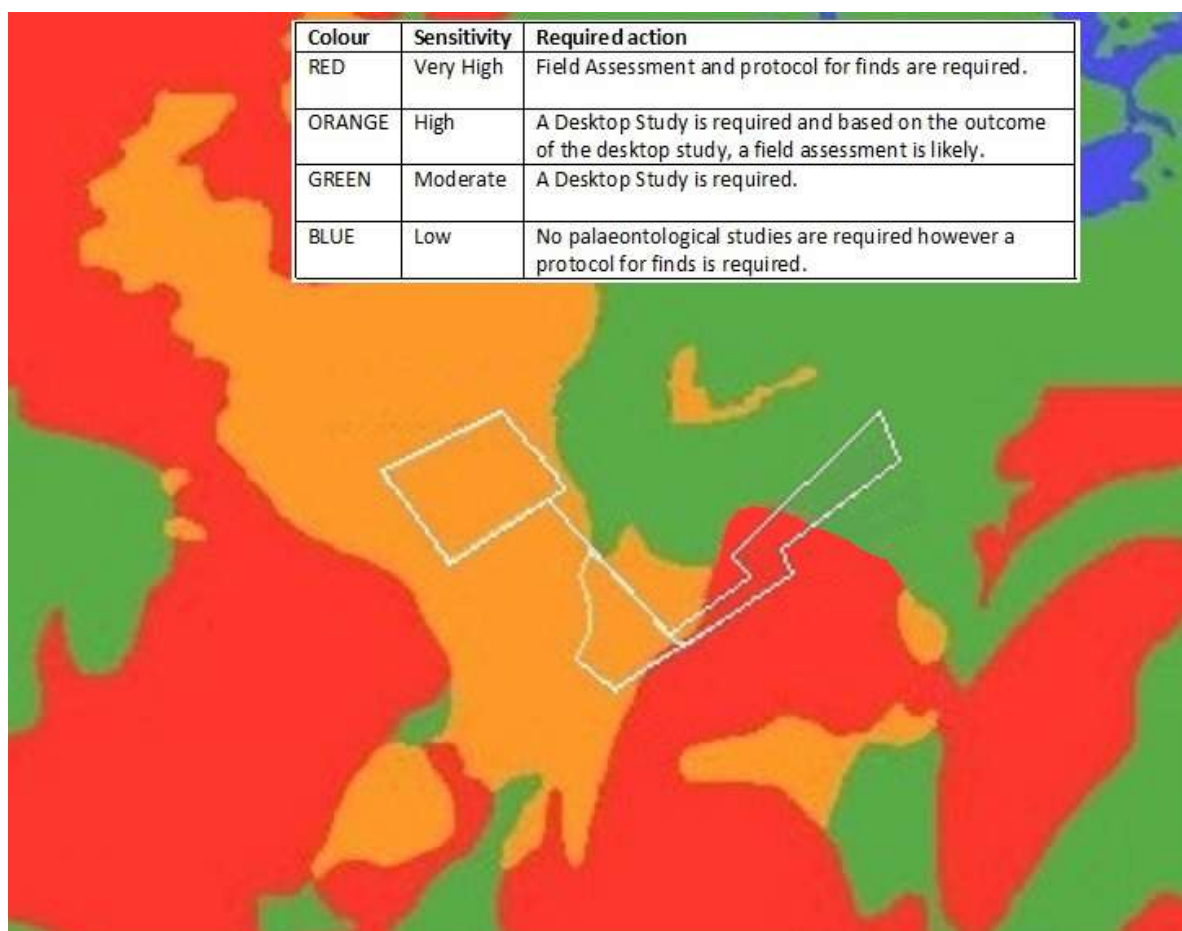 Colour Sensitivity Required action
RED Very High Field Assessment and protocol for finds are required.
ORANGE High A Desktop Study is required and based on the outcome
of the desktop study, a field assessment is likely.
GREEN Moderate A Desktop Study is required.
BLUE Low No palaeontological studies are required however a
protocol for finds is required.